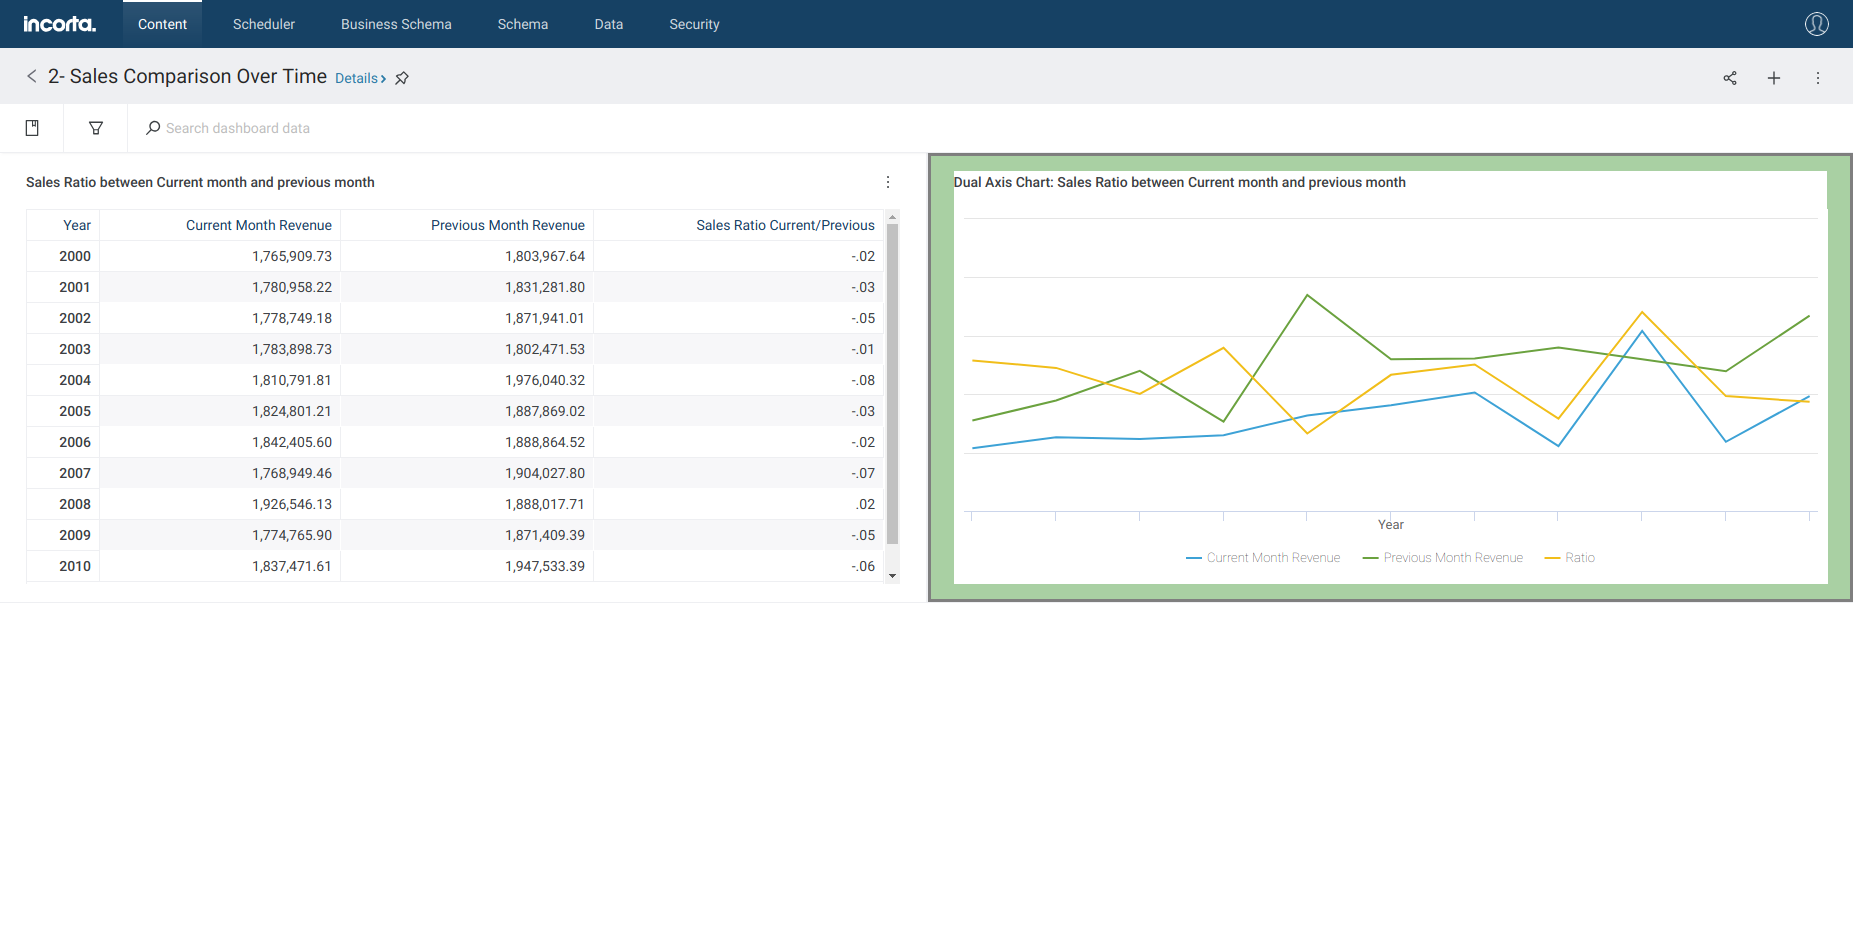 incorta.
Content Scheduler Business Schema Schema Data Security
2- Sales Comparison Over Time Details
Search dashboard data
Sales Ratio between Current month and previous month
Year Current Month Revenue Previous Month Revenue Sales Ratio Current/Previous
2000 1,765,909.73 1,803,967.64 -.02
2001 1,780,958.22 1,831,281.80 -.03
2002 1,778,749.18 1,871,941.01 -.05
2003 1,783,898.73 1,802,471.53 -.01
2004 1,810,791.81 1,976,040.32 -.08
2005 1,824,801.21 1,887,869.02 -.03
2006 1,842,405.60 1,888,864.52 -.02
2007 1,768,949.46 1,904,027.80 -.07
2008 1,926,546.13 1,888,017.71 .02
2009 1,774,765.90 1,871,409.39 -.05
2010 1,837,471.61 1,947,533.39 -.06
Dual Axis Chart: Sales Ratio between Current month and previous month
Year
Current Month Revenue Previous Month Revenue Ratio